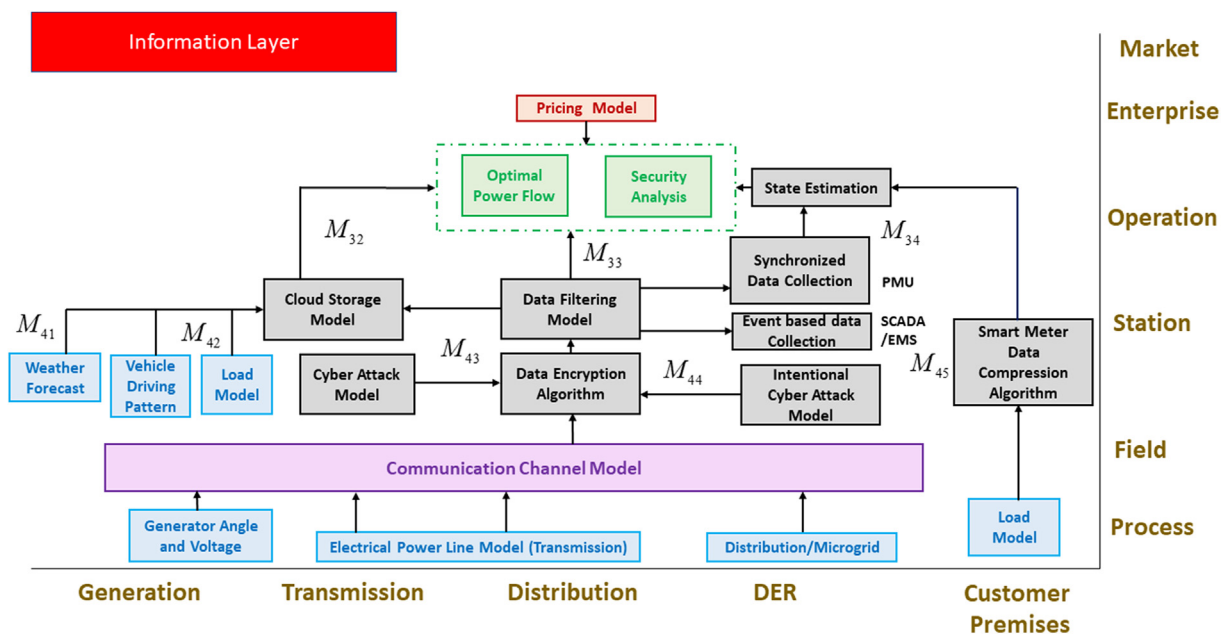 Information Layer
Market
Pricing Model
Enterprise
Optimal
Power Flow
Security
Analysis
State Estimation
Operation
M32
M33
M34
Synchronized
Data Collection
PMU
Cloud Storage
Model
Data Filtering
Model
Event based data
Collection
SCADA
/EMS
Station
M41
M42
M43
M44
M45
Weather
Forecast
Vehicle
Driving
Pattern
Load
Model
Cyber Attack
Model
Data Encryption
Algorithm
Intentional
Cyber Attack
Model
Smart Meter
Data
Compression
Algorithm
Communication Channel Model
Field
Generator Angle
and Voltage
Electrical Power Line Model (Transmission)
Distribution/Microgrid
Load
Model
Process
Generation
Transmission
Distribution
DER
Customer
Premises